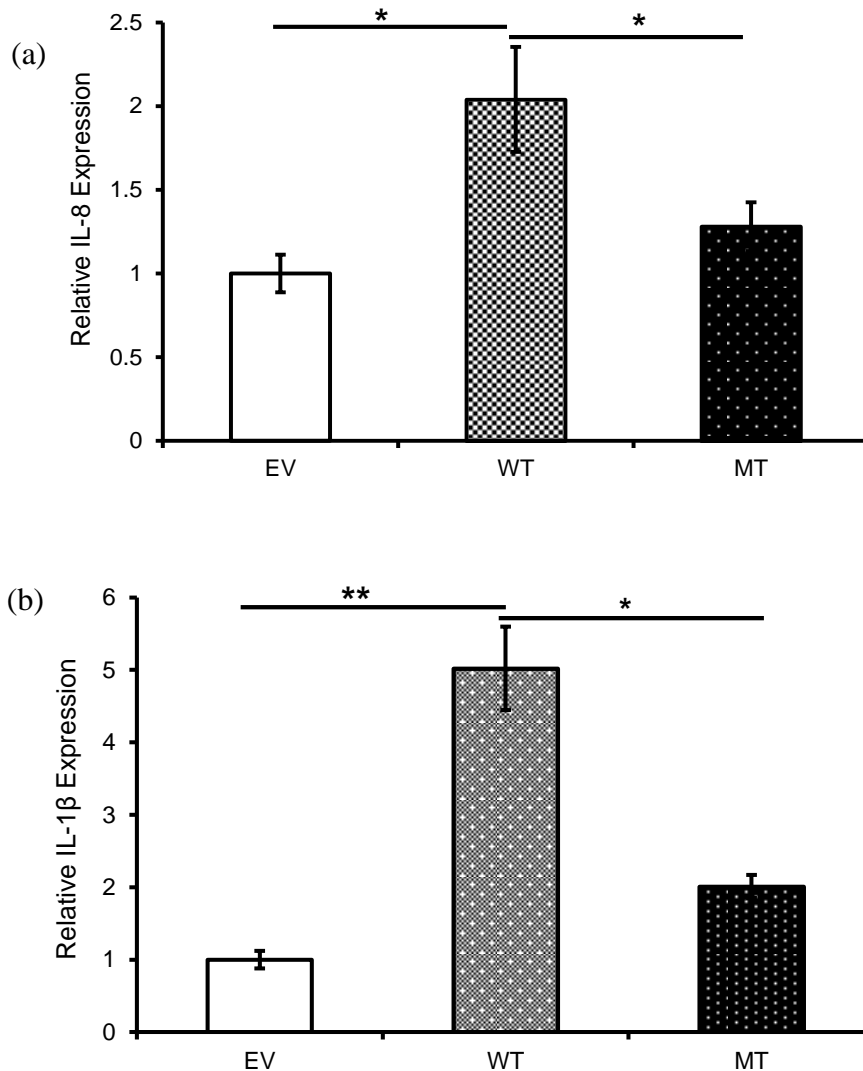 (a)
Relative IL-8 Expression
2.5
2
1.5
1
0.5
0
*
*
EV
WT
MT
(b)
Relative IL-1β Expression
6
5
4
3
2
1
0
**
*
EV
WT
MT